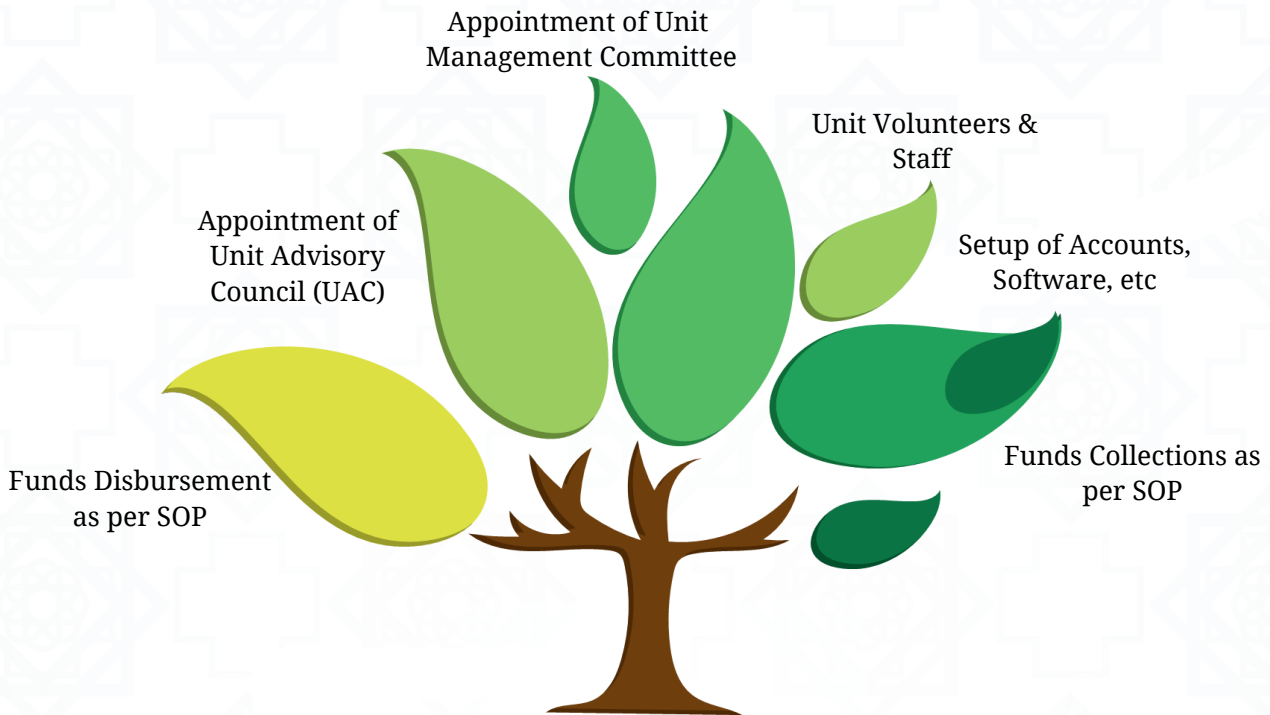 Appointment of Unit
Management Committee
Unit Volunteers &
Staff
Appointment of
Unit Advisory
Council (UAC)
Setup of Accounts,
Software, etc
Funds Disbursement
as per SOP
Funds Collections as
per SOP